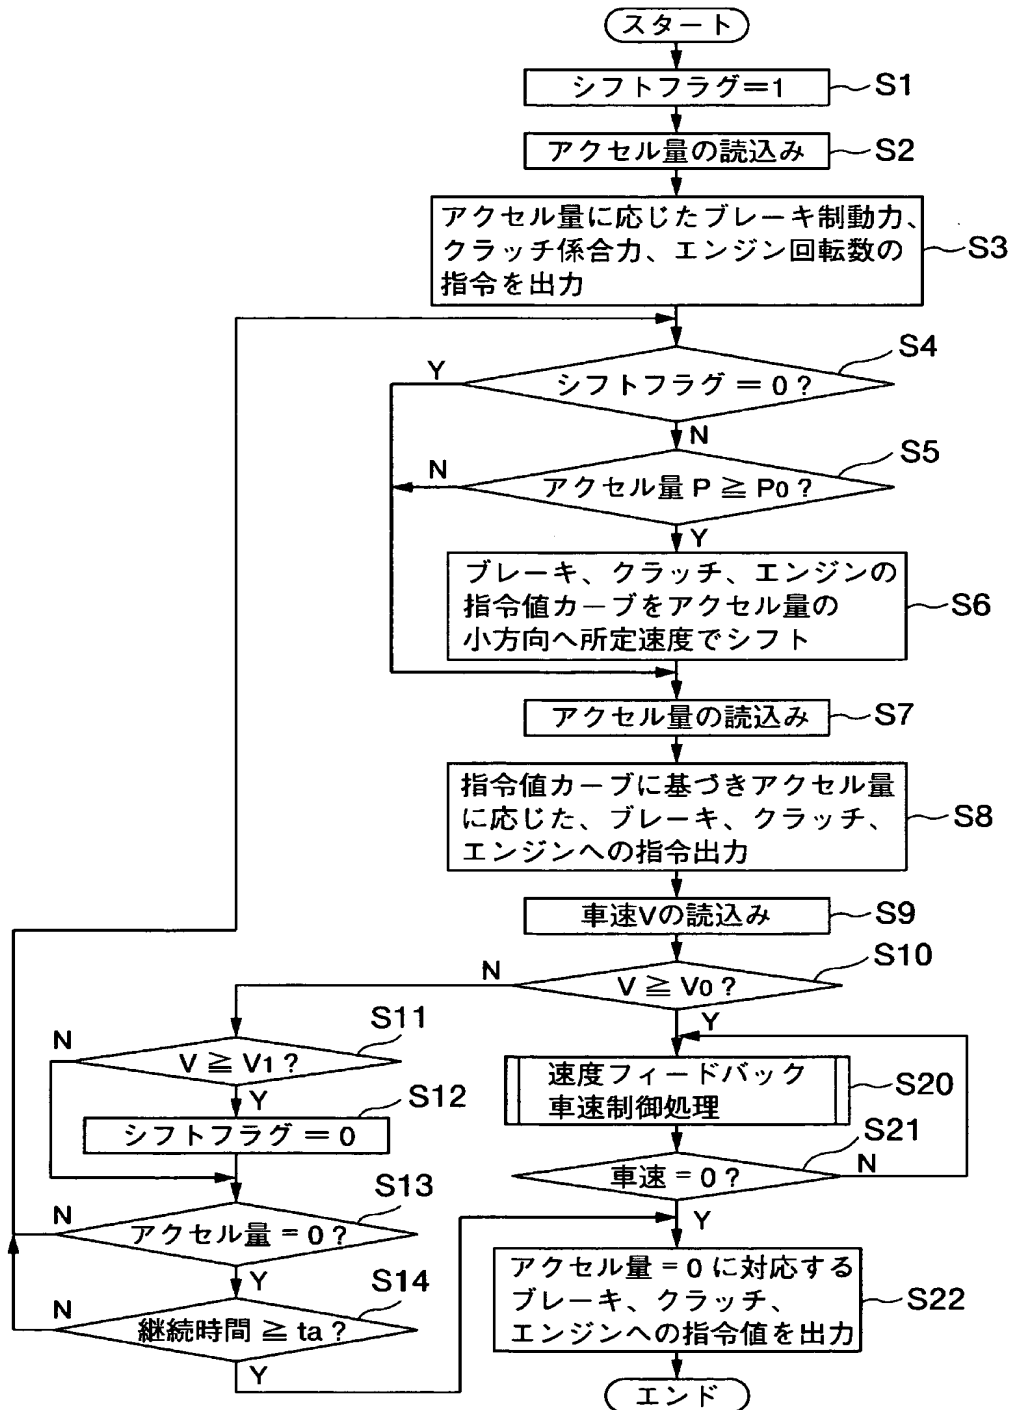 スタート
シフトフラグ=1
S1
アクセル量の読込み
S2
アクセル量に応じたブレーキ制動力、
クラッチ係合力、エンジン回転数の
指令を出力
S3
シフトフラグ = 0 ?
S4
Y
N
アクセル量 P ≧ P0 ?
S5
N
Y
ブレーキ、クラッチ、エンジンの
指令値カーブをアクセル量の
小方向へ所定速度でシフト
S6
アクセル量の読込み
S7
指令値カーブに基づきアクセル量
に応じた、ブレーキ、クラッチ、
エンジンへの指令出力
S8
車速Vの読込み
S9
V ≧ V0 ?
S10
N
Y
V ≧ V1 ?
S11
N
Y
シフトフラグ = 0
S12
アクセル量 = 0 ?
S13
N
Y
継続時間 ≧ ta ?
S14
N
Y
速度フィードバック
車速制御処理
S20
車速 = 0 ?
S21
N
Y
アクセル量 = 0 に対応する
ブレーキ、クラッチ、
エンジンへの指令値を出力
S22
エンド